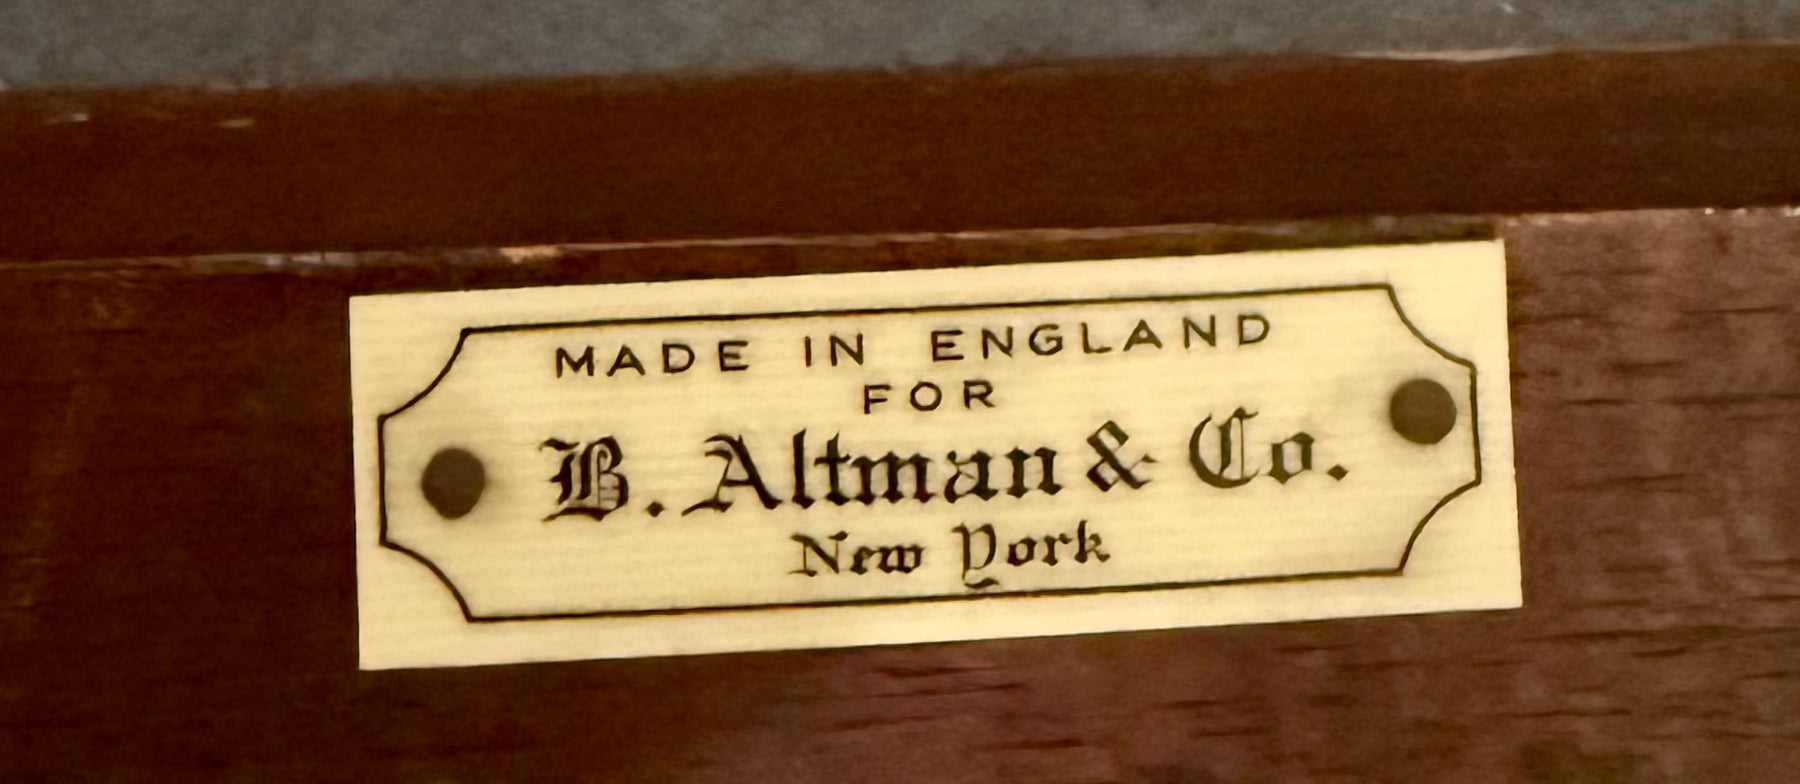 MADE IN ENGLAND
FOR
B. Altman & Co.
New York